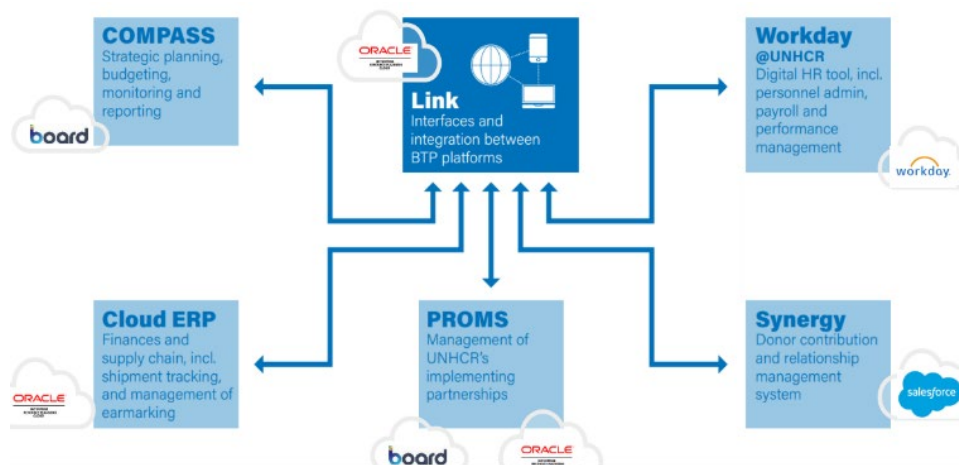 COMPASS
Strategic planning,
budgeting,
monitoring and
reporting
board
ORACLE
Link
Interfaces and
integration between
BTP platforms
Workday
@UNHCR
Digital HR tool, incl.
personnel admin,
payroll and
performance
management
workday.
Cloud ERP
Finances and
supply chain, incl.
shipment tracking,
and management of
earmarking
ORACLE
PROMS
Management of
UNHCR's
implementing
partnerships
board
ORACLE
Synergy
Donor contribution
and relationship
management
system
salesforce